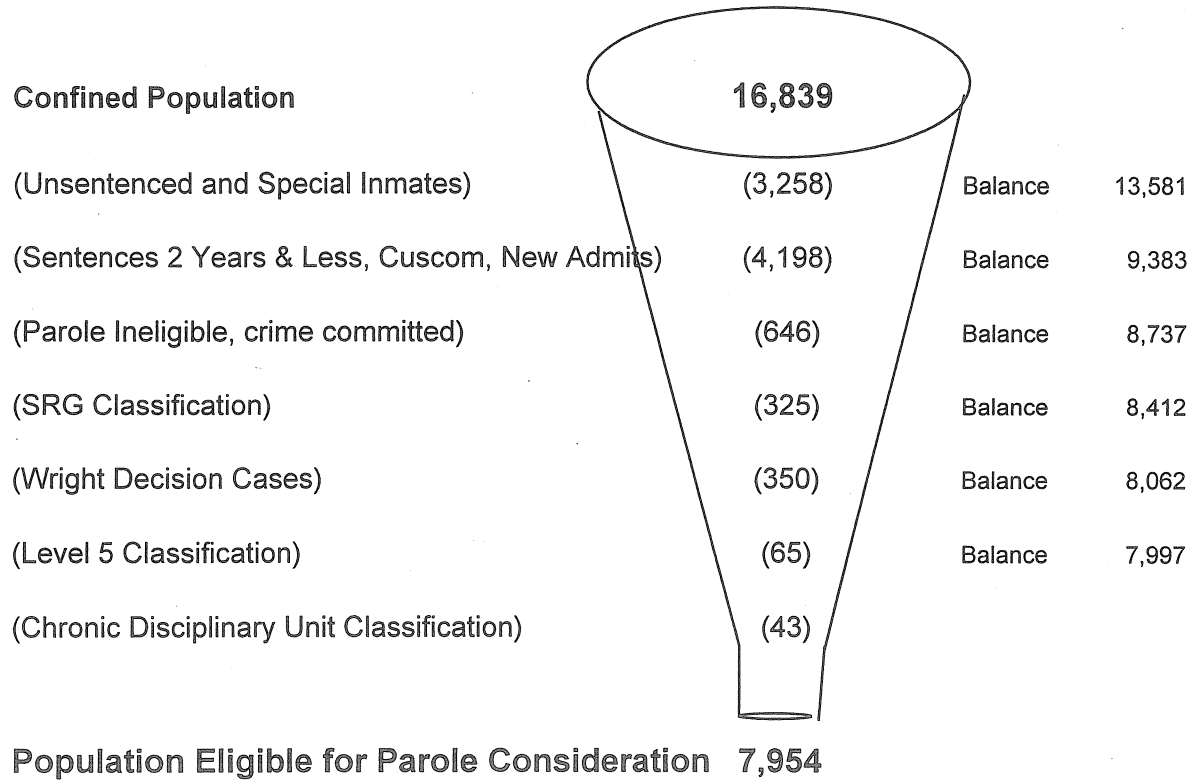 Confined Population 16,839
(Unsentenced and Special Inmates) (3,258) Balance 13,581
(Sentences 2 Years & Less, Cuscom, New Admits) (4,198) Balance 9,383
(Parole Ineligible, crime committed) (646) Balance 8,737
(SRG Classification) (325) Balance 8,412
(Wright Decision Cases) (350) Balance 8,062
(Level 5 Classification) (65) Balance 7,997
(Chronic Disciplinary Unit Classification) (43)
Population Eligible for Parole Consideration 7,954